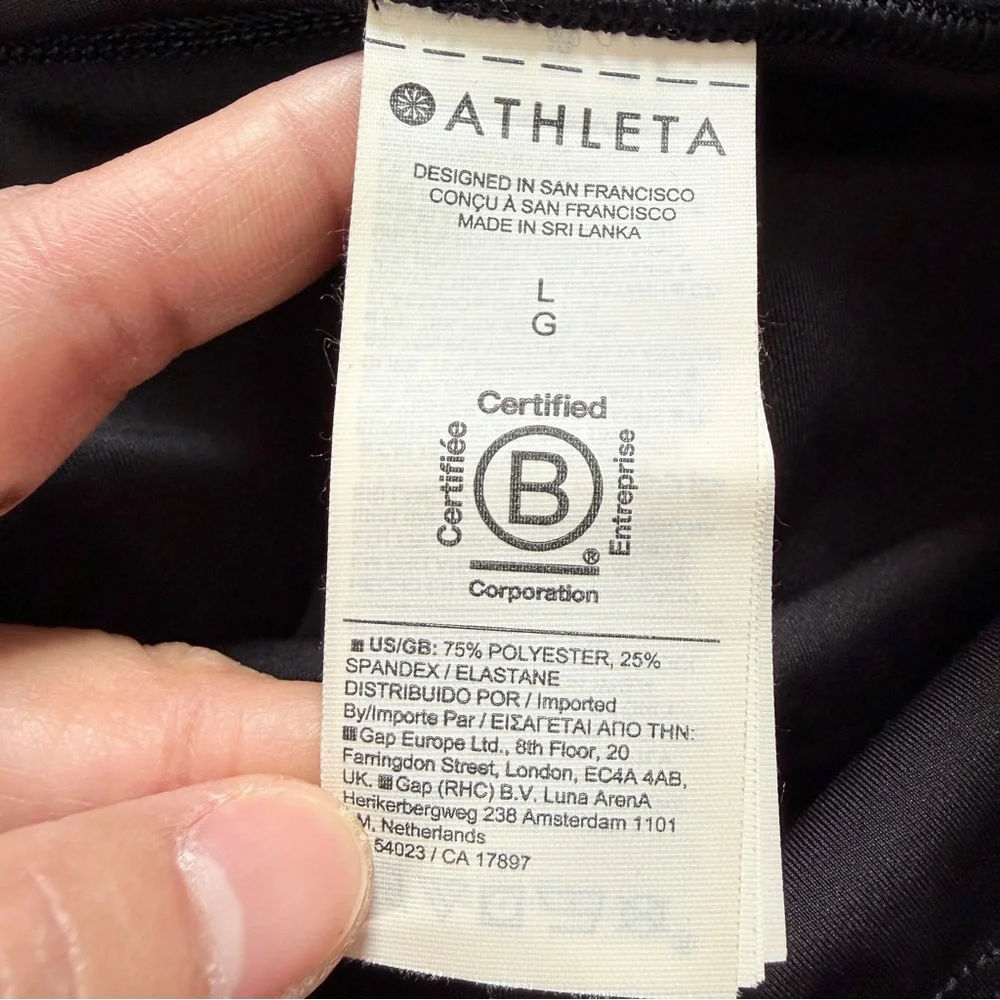 ATHLETA
DESIGNED IN SAN FRANCISCO
CONÇU À SAN FRANCISCO
MADE IN SRI LANKA
L
G
Certified
Certifiée
B
Entreprise
®
Corporation
US/GB: 75% POLYESTER, 25%
SPANDEX / ELASTANE
DISTRIBUIDO POR / Imported
By/Importe Par / ΕΙΣΑΓΕΤΑΙ ΑΠΟ ΤΗΝ:
Gap Europe Ltd., 8th Floor, 20
Farringdon Street, London, EC4A 4AB,
UK. Gap (RHC) B.V. Luna ArenA
Herikerbergweg 238 Amsterdam 1101
M, Netherlands
54023 / CA 17897